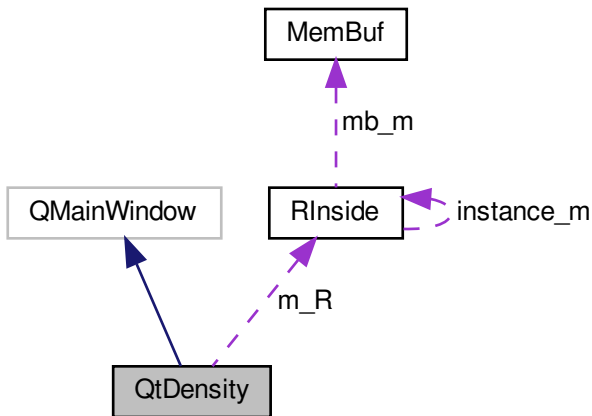 MemBuf
mb_m
QMainWindow
RInside
instance_m
m_R
QtDensity